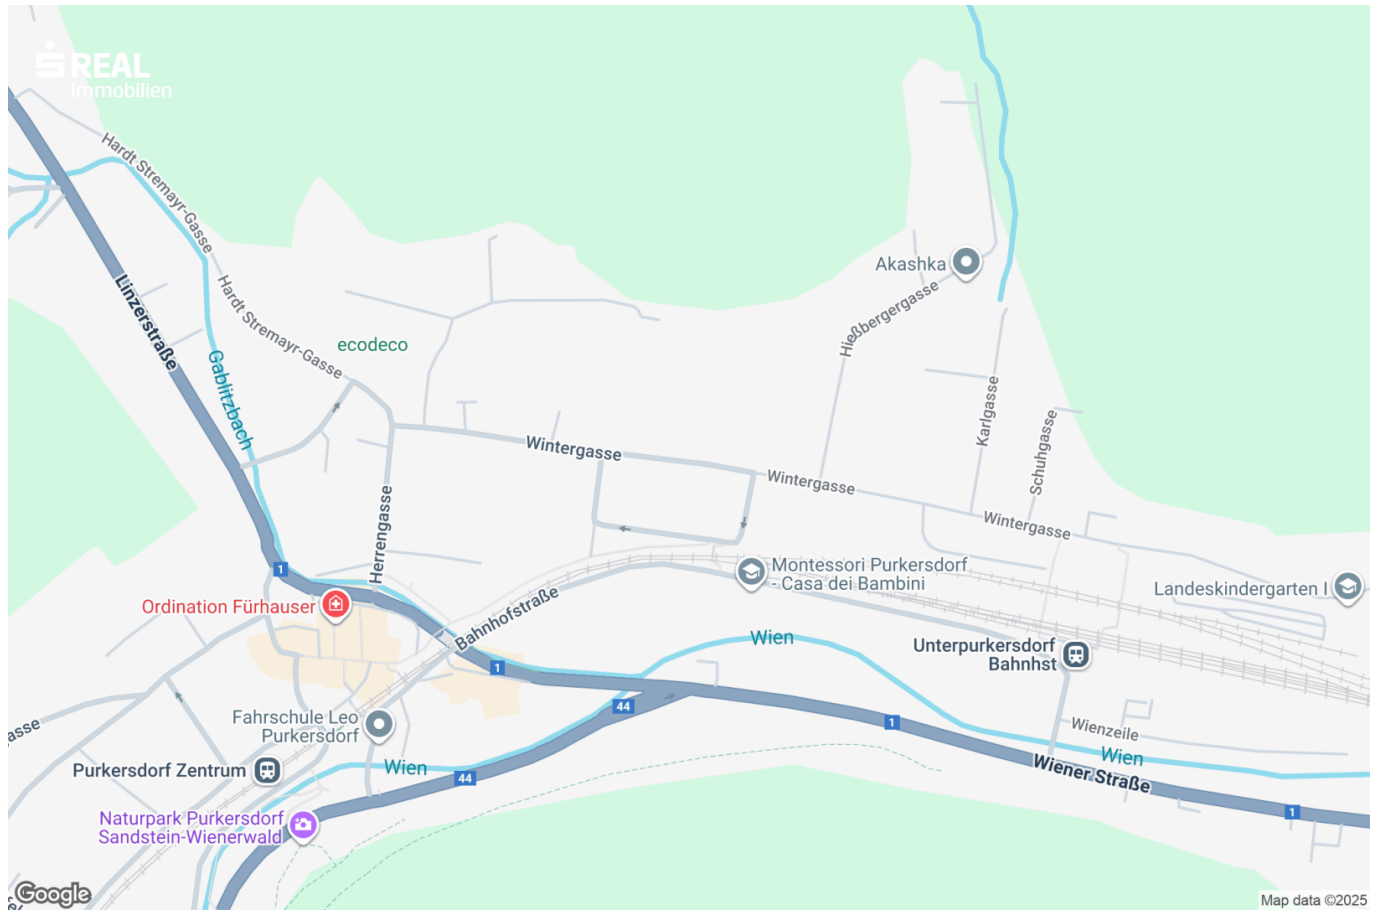 S REAL
Immobilien
Hardt-Stremayr-Gasse
Linzerstraße
Gablitzbach
Hardt-Stremayr-Gasse
ecodeco
Akashka
Hießbergergasse
Karlgasse
Schuhgasse
Wintergasse
Wintergasse
Wintergasse
Herrengasse
1
Ordination Fürhauser
Bahnhofstraße
Montessori Purkersdorf
- Casa dei Bambini
Landeskindergarten I
Wien
Unterpurkersdorf
Bahnhst
1
44
1
Fahrschule Leo
Purkersdorf
asse
Purkersdorf Zentrum
Wien
44
Wienzeile
Wien
Wiener Straße
1
Naturpark Purkersdorf
Sandstein-Wienerwald
Google
Map data ©2025